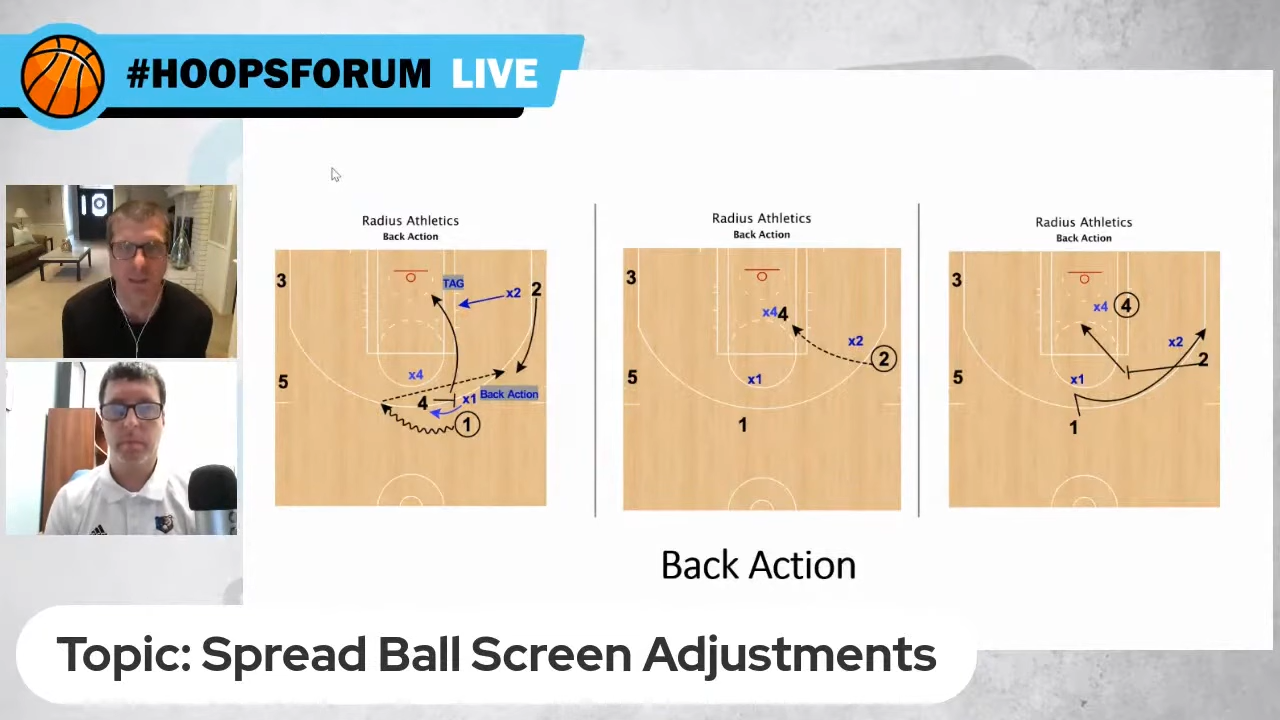 #HOOPSFORUM LIVE
Radius Athletics
Back Action
3
TAG
x2
2
5
x4
4
x1
Back Action
1
Radius Athletics
Back Action
3
x4
4
x2
2
5
x1
1
Radius Athletics
Back Action
3
x4
4
x2
2
5
x1
1
Back Action
Topic: Spread Ball Screen Adjustments